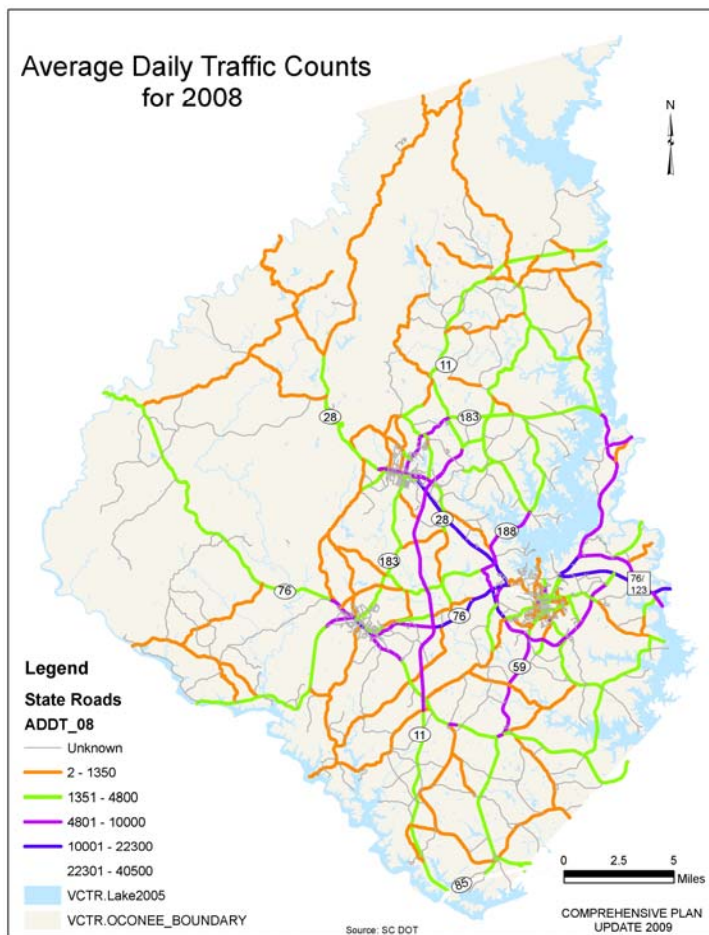 Average Daily Traffic Counts
for 2008
N
11
183
28
28
188
183
76/
123
76
76
59
11
85
Legend
State Roads
ADDT_08
Unknown
2 - 1350
1351 - 4800
4801 - 10000
10001 - 22300
22301 - 40500
VCTR.Lake2005
VCTR.OCONEE_BOUNDARY
0 2.5 5
Miles
Source: SC DOT
COMPREHENSIVE PLAN
UPDATE 2009